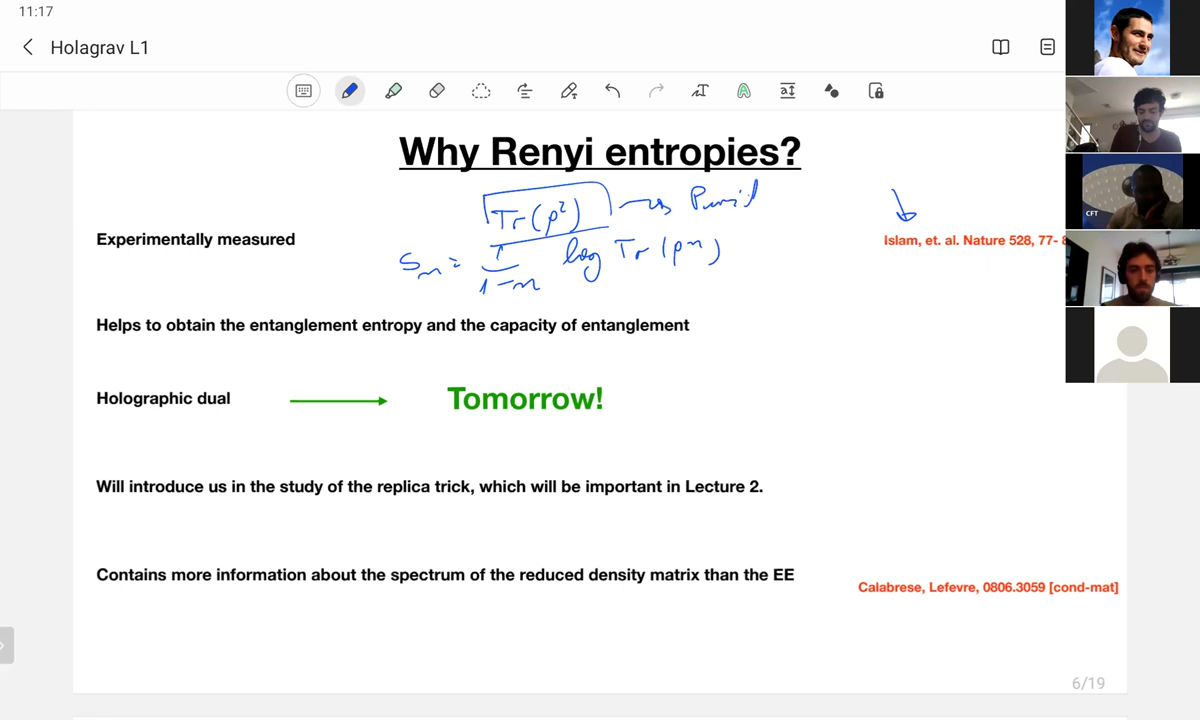 11:17
Holagrav L1
Why Renyi entropies?
Tr(ρ²) → Purit
Experimentally measured
Islam, et. al. Nature 528, 77-
Sₙ = 1/1-n log Tr(ρⁿ)
CFT
Helps to obtain the entanglement entropy and the capacity of entanglement
Holographic dual
Tomorrow!
Will introduce us in the study of the replica trick, which will be important in Lecture 2.
Contains more information about the spectrum of the reduced density matrix than the EE
Calabrese, Lefevre, 0806.3059 [cond-mat]
6/19